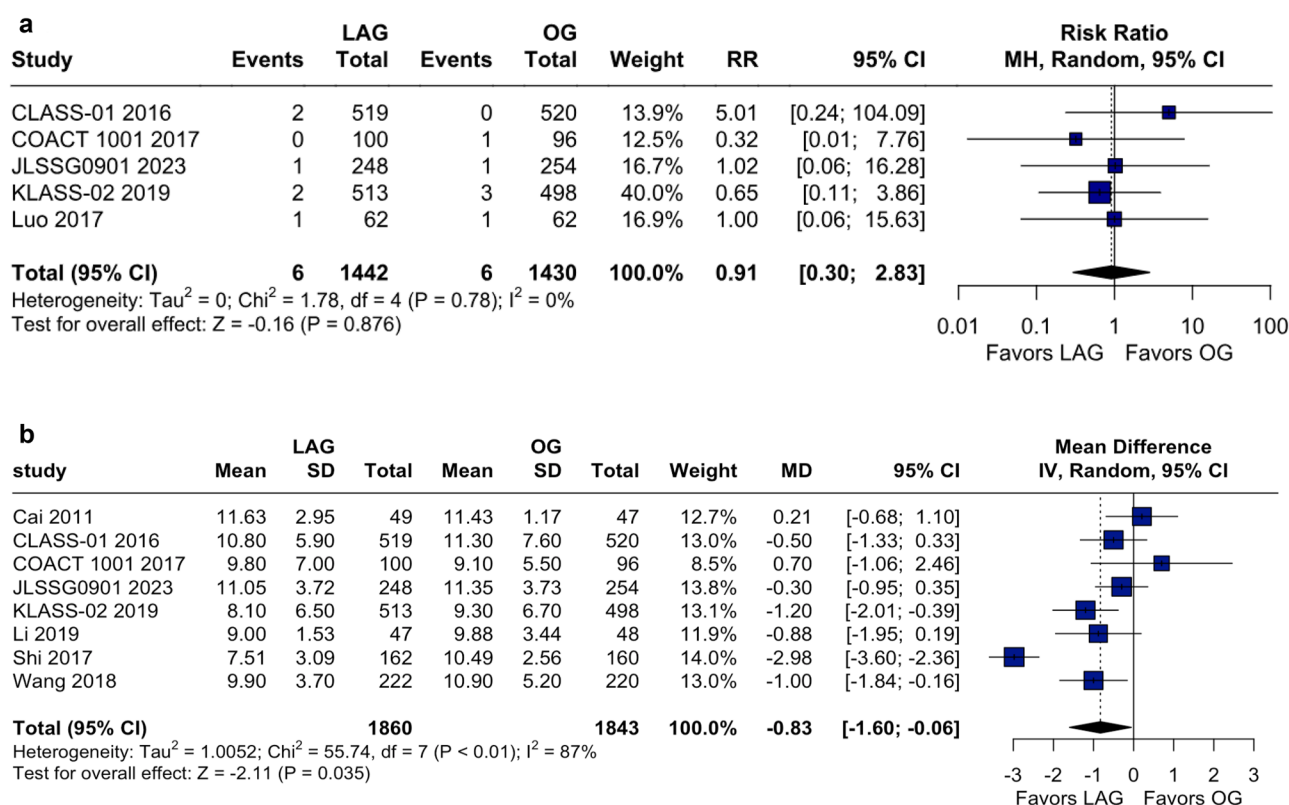 a
LAG OG Risk Ratio
Study Events Total Events Total Weight RR 95% CI MH, Random, 95% CI
CLASS-01 2016 2 519 0 520 13.9% 5.01 [0.24; 104.09]
COACT 1001 2017 0 100 1 96 12.5% 0.32 [0.01; 7.76]
JLSSG0901 2023 1 248 1 254 16.7% 1.02 [0.06; 16.28]
KLASS-02 2019 2 513 3 498 40.0% 0.65 [0.11; 3.86]
Luo 2017 1 62 1 62 16.9% 1.00 [0.06; 15.63]
Total (95% CI) 6 1442 6 1430 100.0% 0.91 [0.30; 2.83]
Heterogeneity: Tau² = 0; Chi² = 1.78, df = 4 (P = 0.78); I² = 0%
Test for overall effect: Z = -0.16 (P = 0.876)
0.01 0.1 1 10 100
Favors LAG Favors OG
b
LAG OG Mean Difference
study Mean SD Total Mean SD Total Weight MD 95% CI IV, Random, 95% CI
Cai 2011 11.63 2.95 49 11.43 1.17 47 12.7% 0.21 [-0.68; 1.10]
CLASS-01 2016 10.80 5.90 519 11.30 7.60 520 13.0% -0.50 [-1.33; 0.33]
COACT 1001 2017 9.80 7.00 100 9.10 5.50 96 8.5% 0.70 [-1.06; 2.46]
JLSSG0901 2023 11.05 3.72 248 11.35 3.73 254 13.8% -0.30 [-0.95; 0.35]
KLASS-02 2019 8.10 6.50 513 9.30 6.70 498 13.1% -1.20 [-2.01; -0.39]
Li 2019 9.00 1.53 47 9.88 3.44 48 11.9% -0.88 [-1.95; 0.19]
Shi 2017 7.51 3.09 162 10.49 2.56 160 14.0% -2.98 [-3.60; -2.36]
Wang 2018 9.90 3.70 222 10.90 5.20 220 13.0% -1.00 [-1.84; -0.16]
Total (95% CI) 1860 1843 100.0% -0.83 [-1.60; -0.06]
Heterogeneity: Tau² = 1.0052; Chi² = 55.74, df = 7 (P < 0.01); I² = 87%
Test for overall effect: Z = -2.11 (P = 0.035)
-3 -2 -1 0 1 2 3
Favors LAG Favors OG